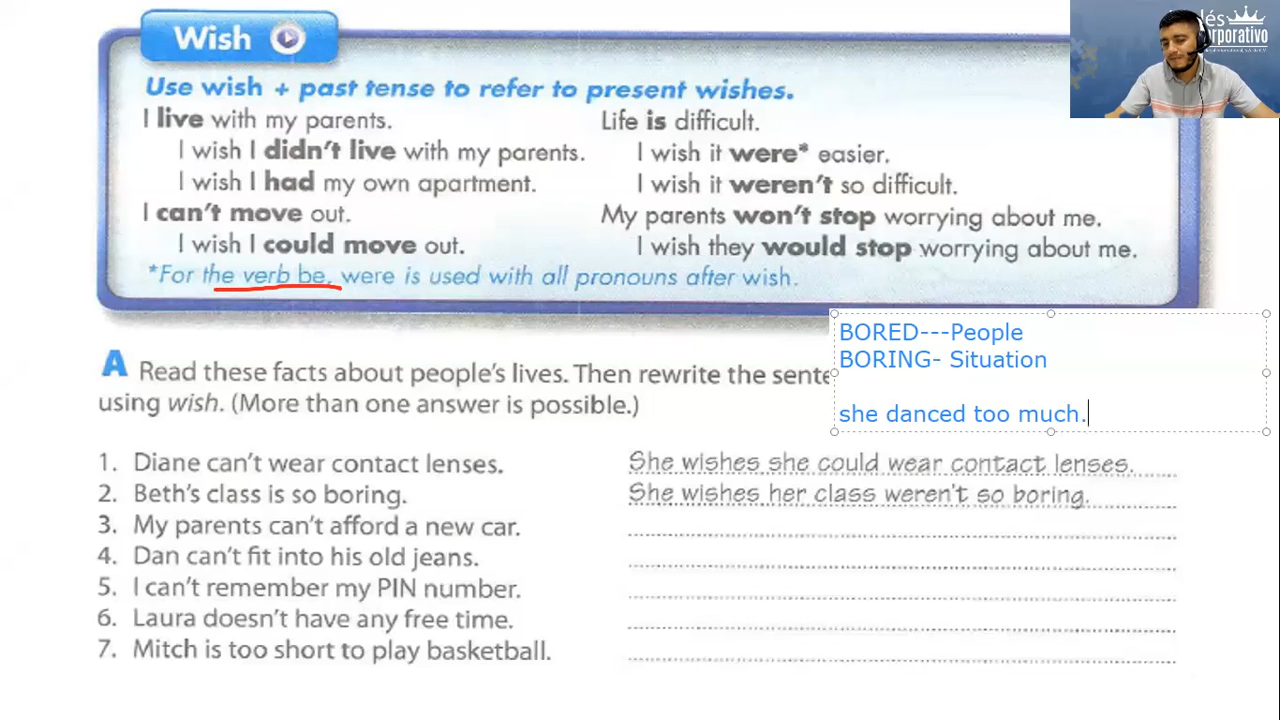 Wish
Use wish + past tense to refer to present wishes.
I live with my parents.
I wish I didn't live with my parents.
I wish I had my own apartment.
I can't move out.
I wish I could move out.
Life is difficult.
I wish it were* easier.
I wish it weren't so difficult.
My parents won't stop worrying about me.
I wish they would stop worrying about me.
*For the verb be, were is used with all pronouns after wish.
BORED---People
BORING- Situation
she danced too much.
A Read these facts about people's lives. Then rewrite the sente
using wish. (More than one answer is possible.)
1. Diane can't wear contact lenses. She wishes she could wear contact lenses.
2. Beth's class is so boring. She wishes her class weren't so boring.
3. My parents can't afford a new car.
4. Dan can't fit into his old jeans.
5. I can't remember my PIN number.
6. Laura doesn't have any free time.
7. Mitch is too short to play basketball.